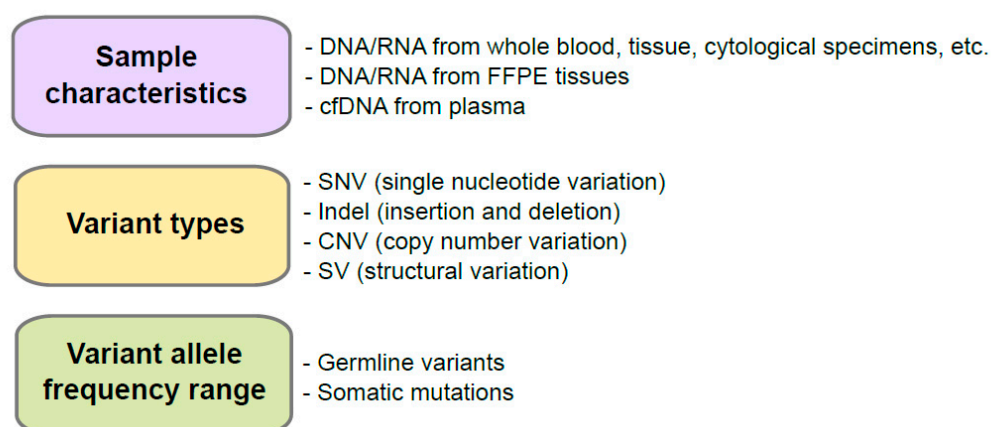 Sample
characteristics
- DNA/RNA from whole blood, tissue, cytological specimens, etc.
- DNA/RNA from FFPE tissues
- cfDNA from plasma
Variant types
- SNV (single nucleotide variation)
- Indel (insertion and deletion)
- CNV (copy number variation)
- SV (structural variation)
Variant allele
frequency range
- Germline variants
- Somatic mutations